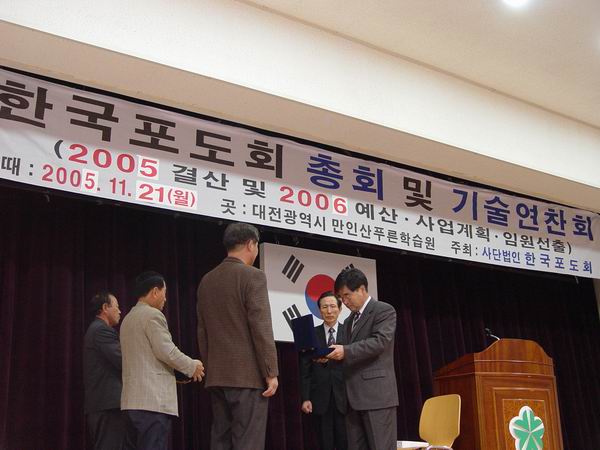 한국포도회 총회 및 기술연찬회
(2005 결산 및 2006 예산·사업계획·임원선출)
때 : 2005. 11. 21(월) 곳 : 대전광역시 만인산푸른학습원 주최 : 사단법인 한국포도회